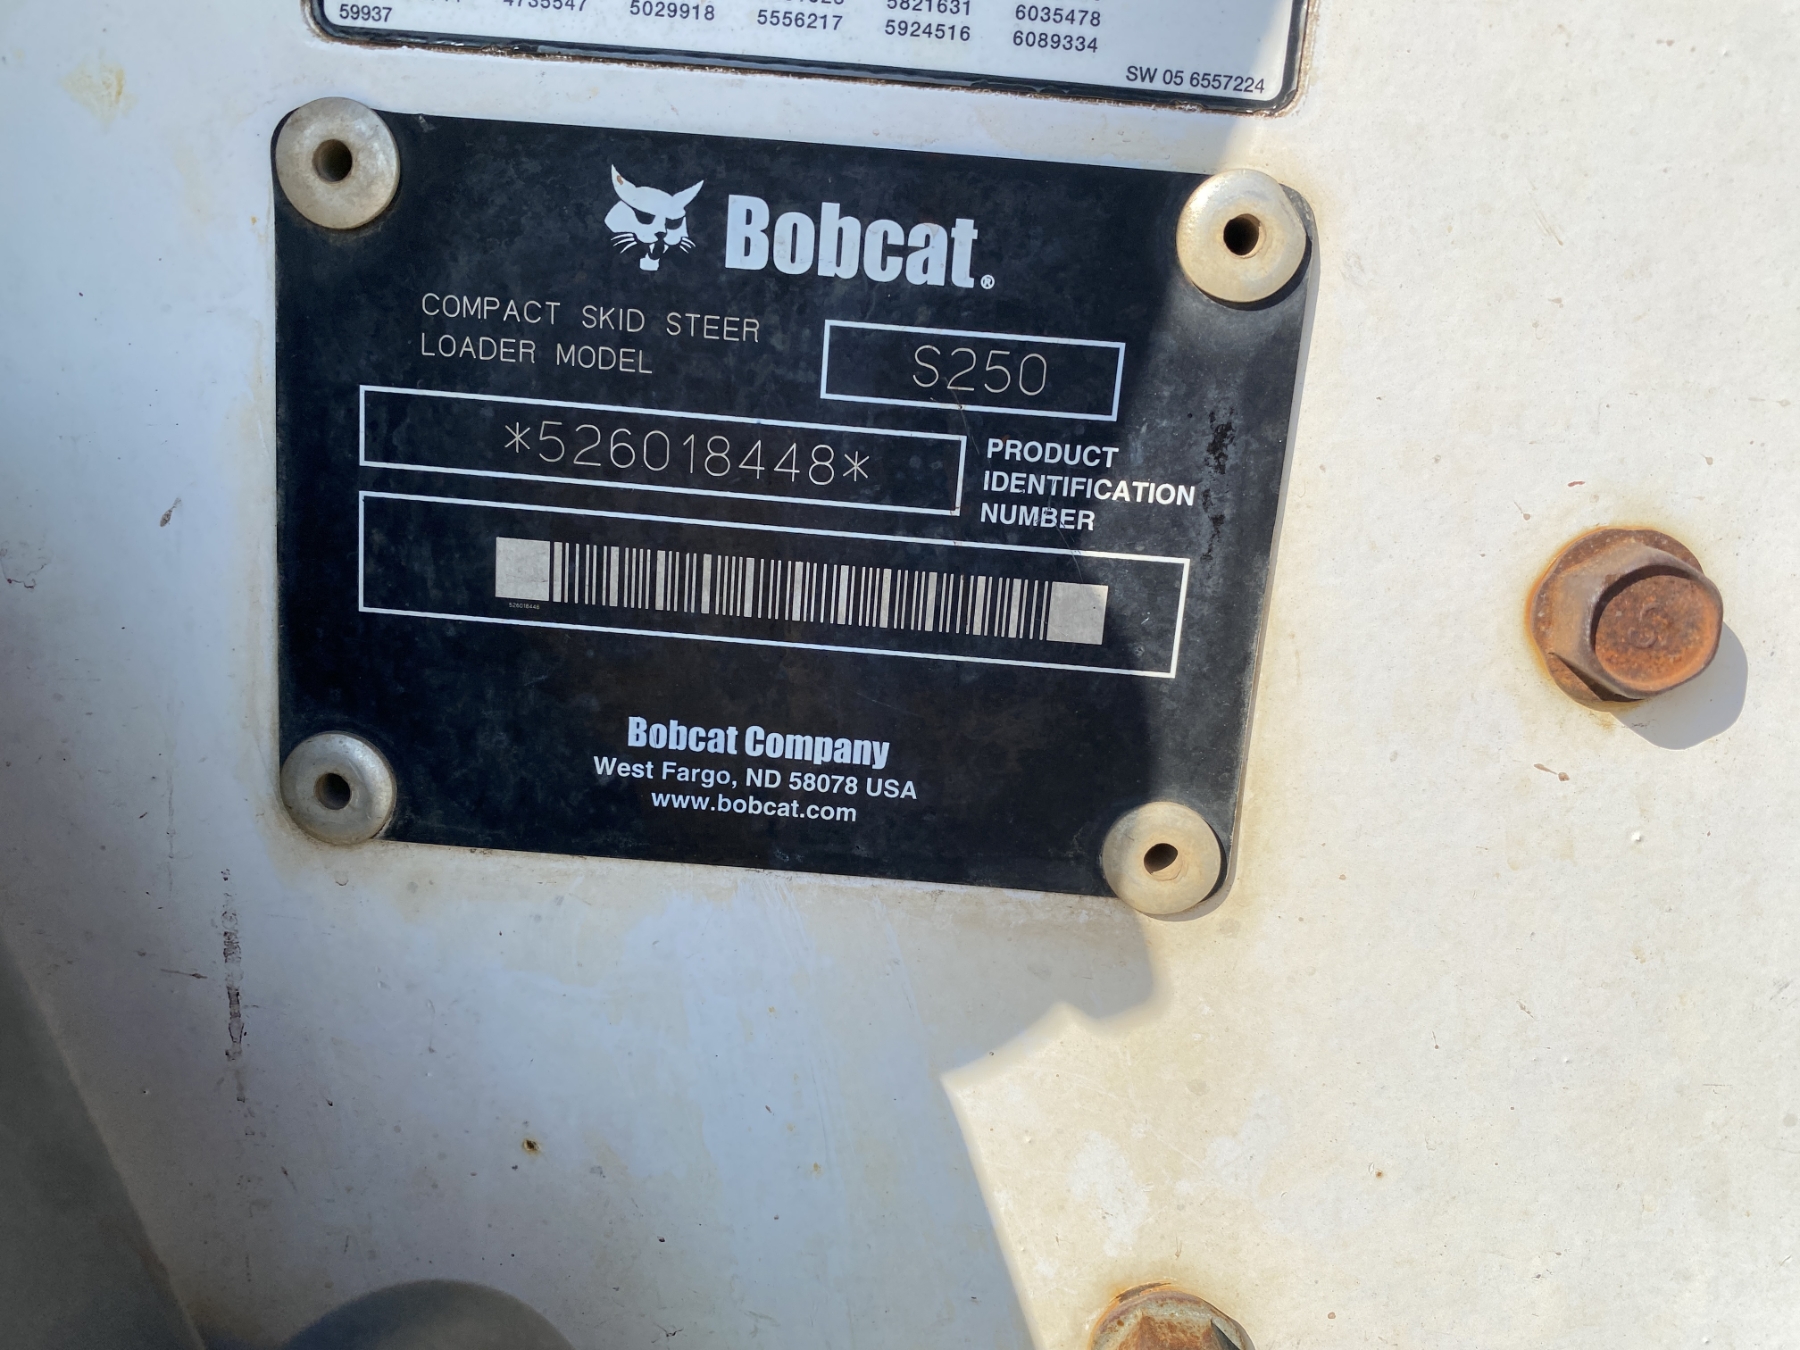 59937 4735547 5029918 5556217 5821631 6035478
5924516 6089334
SW 05 6557224
Bobcat®
COMPACT SKID STEER
LOADER MODEL
S250
*526018448*
PRODUCT
IDENTIFICATION
NUMBER
Bobcat Company
West Fargo, ND 58078 USA
www.bobcat.com